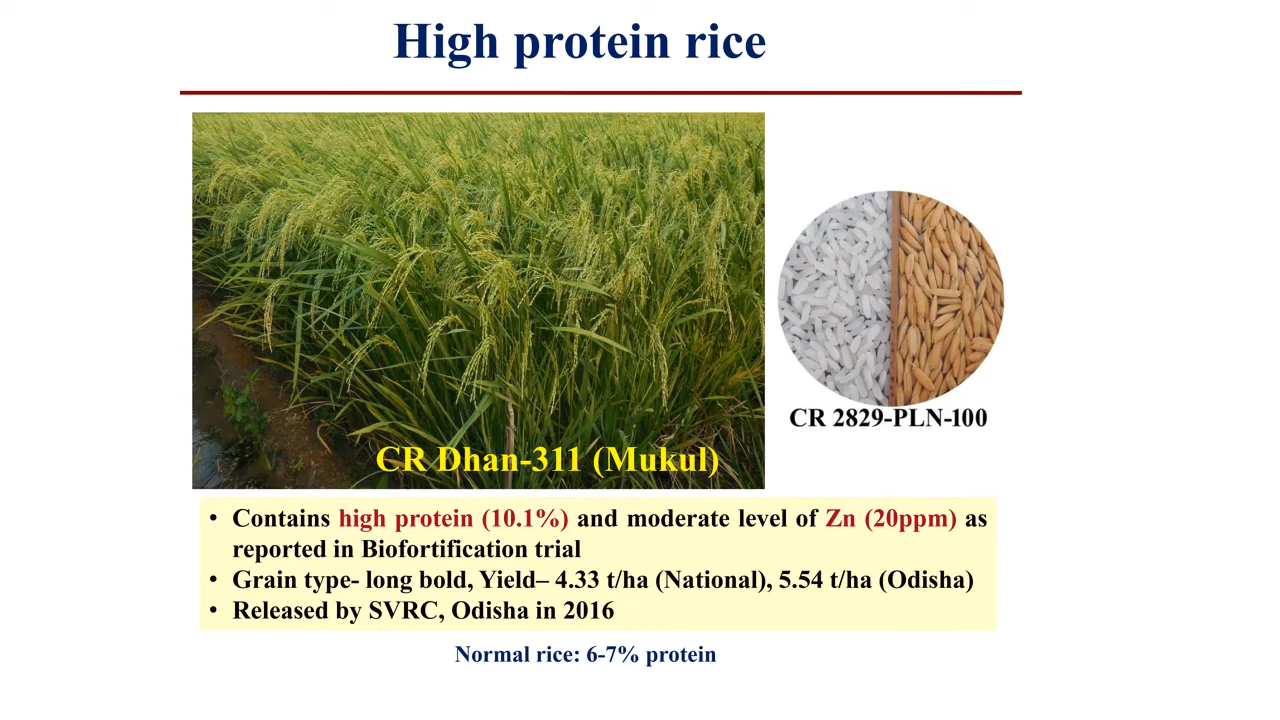 High protein rice
CR Dhan-311 (Mukul)
CR 2829-PLN-100
• Contains high protein (10.1%) and moderate level of Zn (20ppm) as
reported in Biofortification trial
• Grain type- long bold, Yield– 4.33 t/ha (National), 5.54 t/ha (Odisha)
• Released by SVRC, Odisha in 2016
Normal rice: 6-7% protein